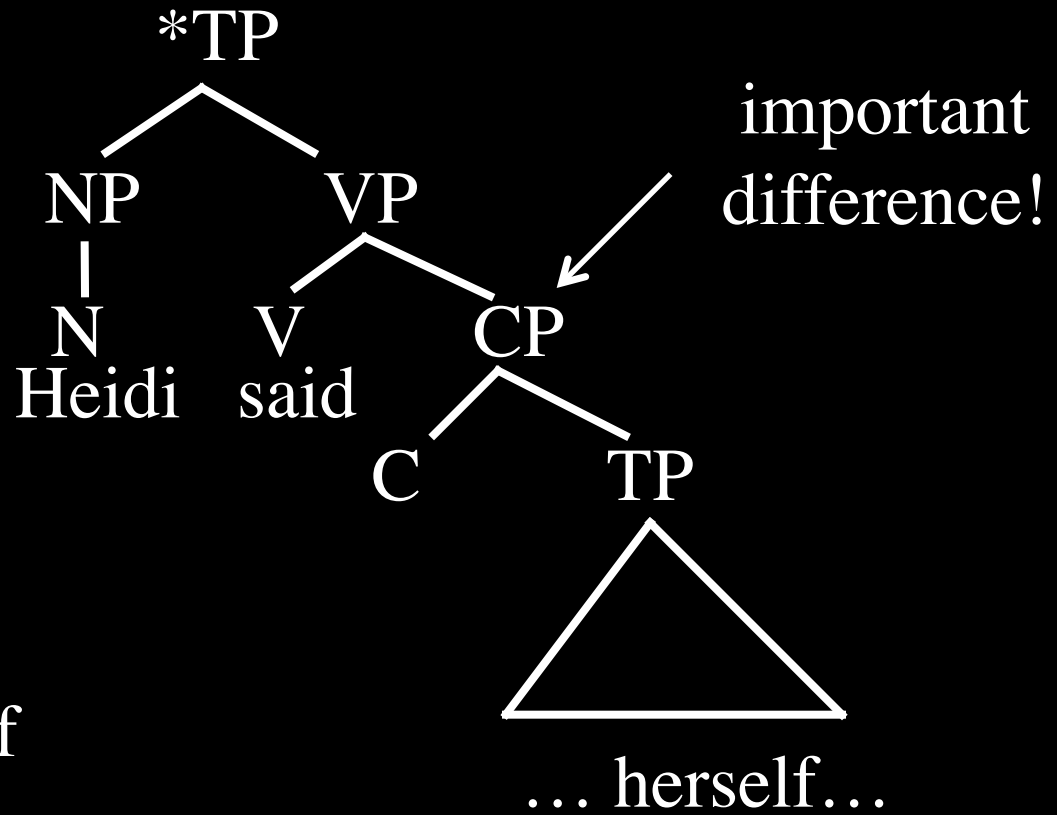 *TP
important
difference!
NP VP
N V CP
Heidi said
C TP
f
… herself…